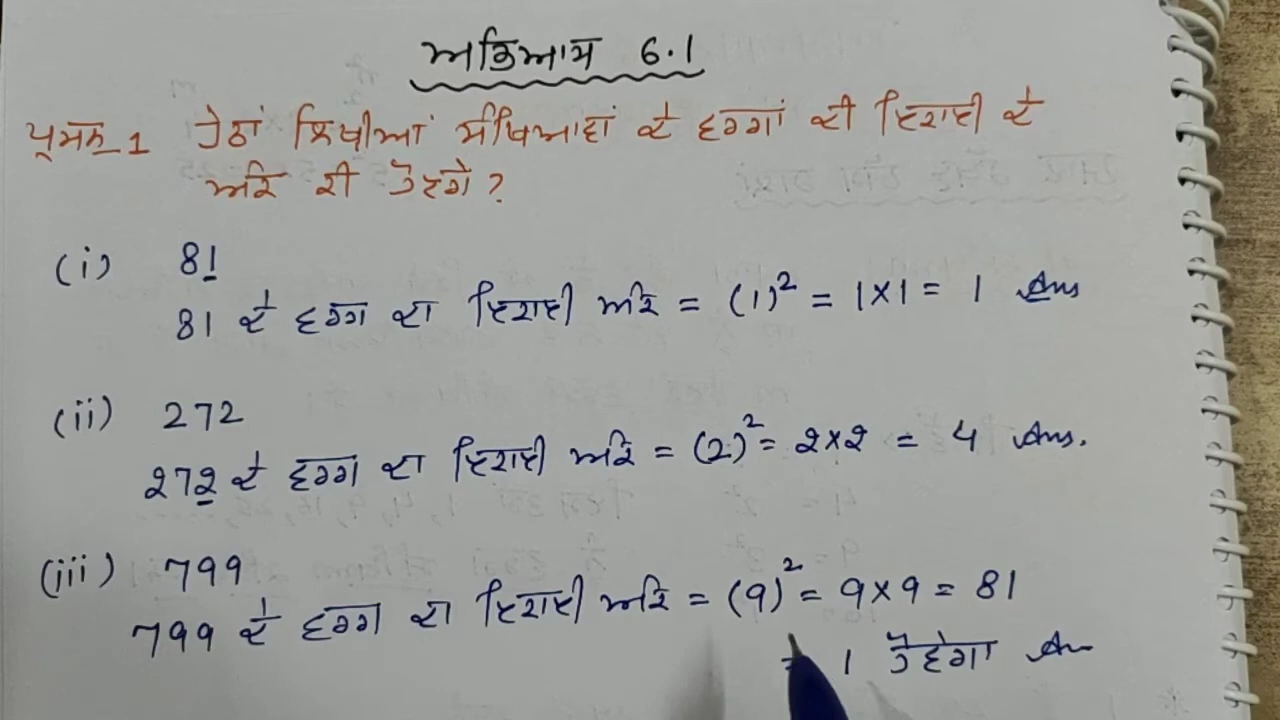 ਅਭਿਆਸ 6.1
ਪ੍ਰਸ਼ਨ 1 ਹੇਠਾਂ ਲਿਖੀਆਂ ਸੰਖਿਆਵਾਂ ਦੇ ਵਰਗਾਂ ਦੀ ਇਕਾਈ ਦੇ
ਅੰਕ ਕੀ ਹੋਣਗੇ?
(i) 81
81 ਦੇ ਵਰਗ ਦਾ ਇਕਾਈ ਅੰਕ = (1)² = 1×1 = 1 Ans
(ii) 272
272 ਦੇ ਵਰਗ ਦਾ ਇਕਾਈ ਅੰਕ = (2)² = 2×2 = 4 Ans.
(iii) 799
799 ਦੇ ਵਰਗ ਦਾ ਇਕਾਈ ਅੰਕ = (9)² = 9×9 = 81
= 1 ਹੋਵੇਗਾ Ans